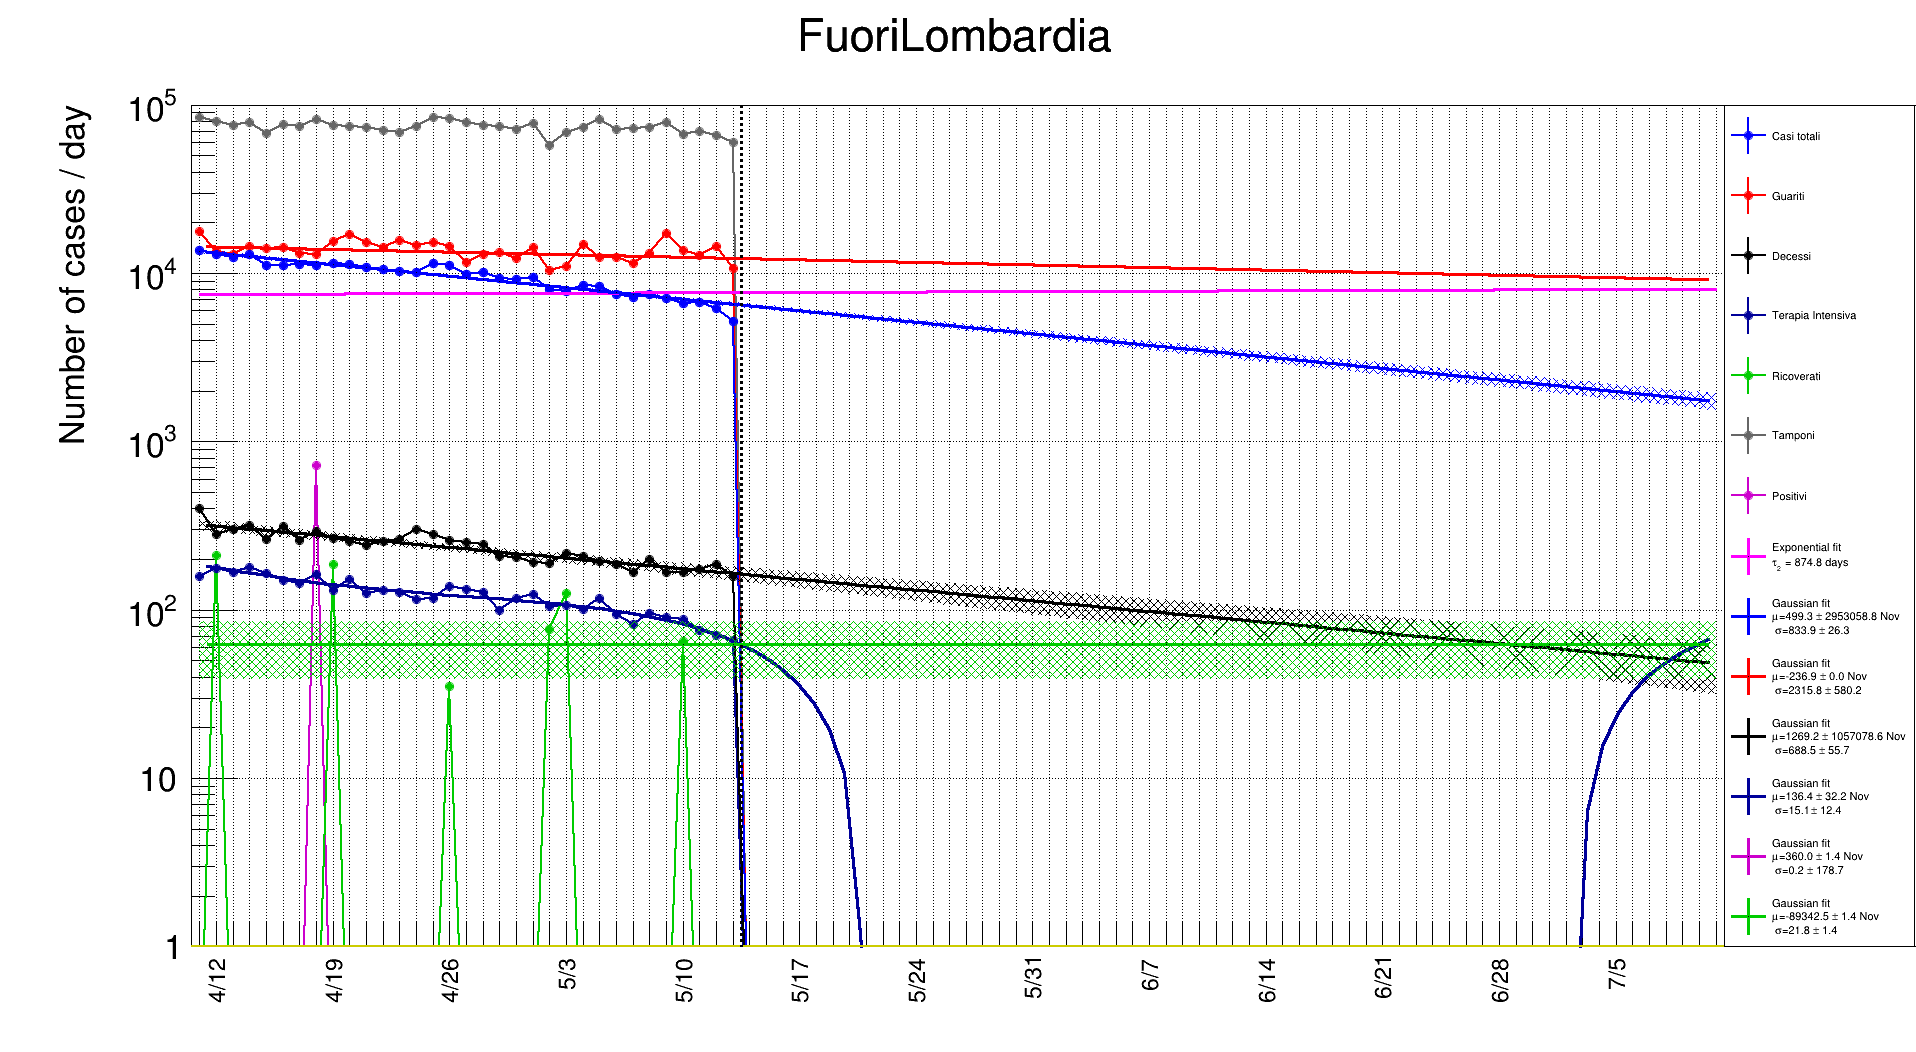 FuoriLombardia
Number of cases / day
10^5
10^4
10^3
10^2
10
1
4/12
4/19
4/26
5/3
5/10
5/17
5/24
5/31
6/7
6/14
6/21
6/28
7/5
Casi totali
Guariti
Decessi
Terapia Intensiva
Ricoverati
Tamponi
Positivi
Exponential fit
τ_2 = 874.8 days
Gaussian fit
μ=499.3 ± 2953058.8 Nov
σ=833.9 ± 26.3
Gaussian fit
μ=-236.9 ± 0.0 Nov
σ=2315.8 ± 580.2
Gaussian fit
μ=1269.2 ± 1057078.6 Nov
σ=688.5 ± 55.7
Gaussian fit
μ=136.4 ± 32.2 Nov
σ=15.1 ± 12.4
Gaussian fit
μ=360.0 ± 1.4 Nov
σ=0.2 ± 178.7
Gaussian fit
μ=-89342.5 ± 1.4 Nov
σ=21.8 ± 1.4